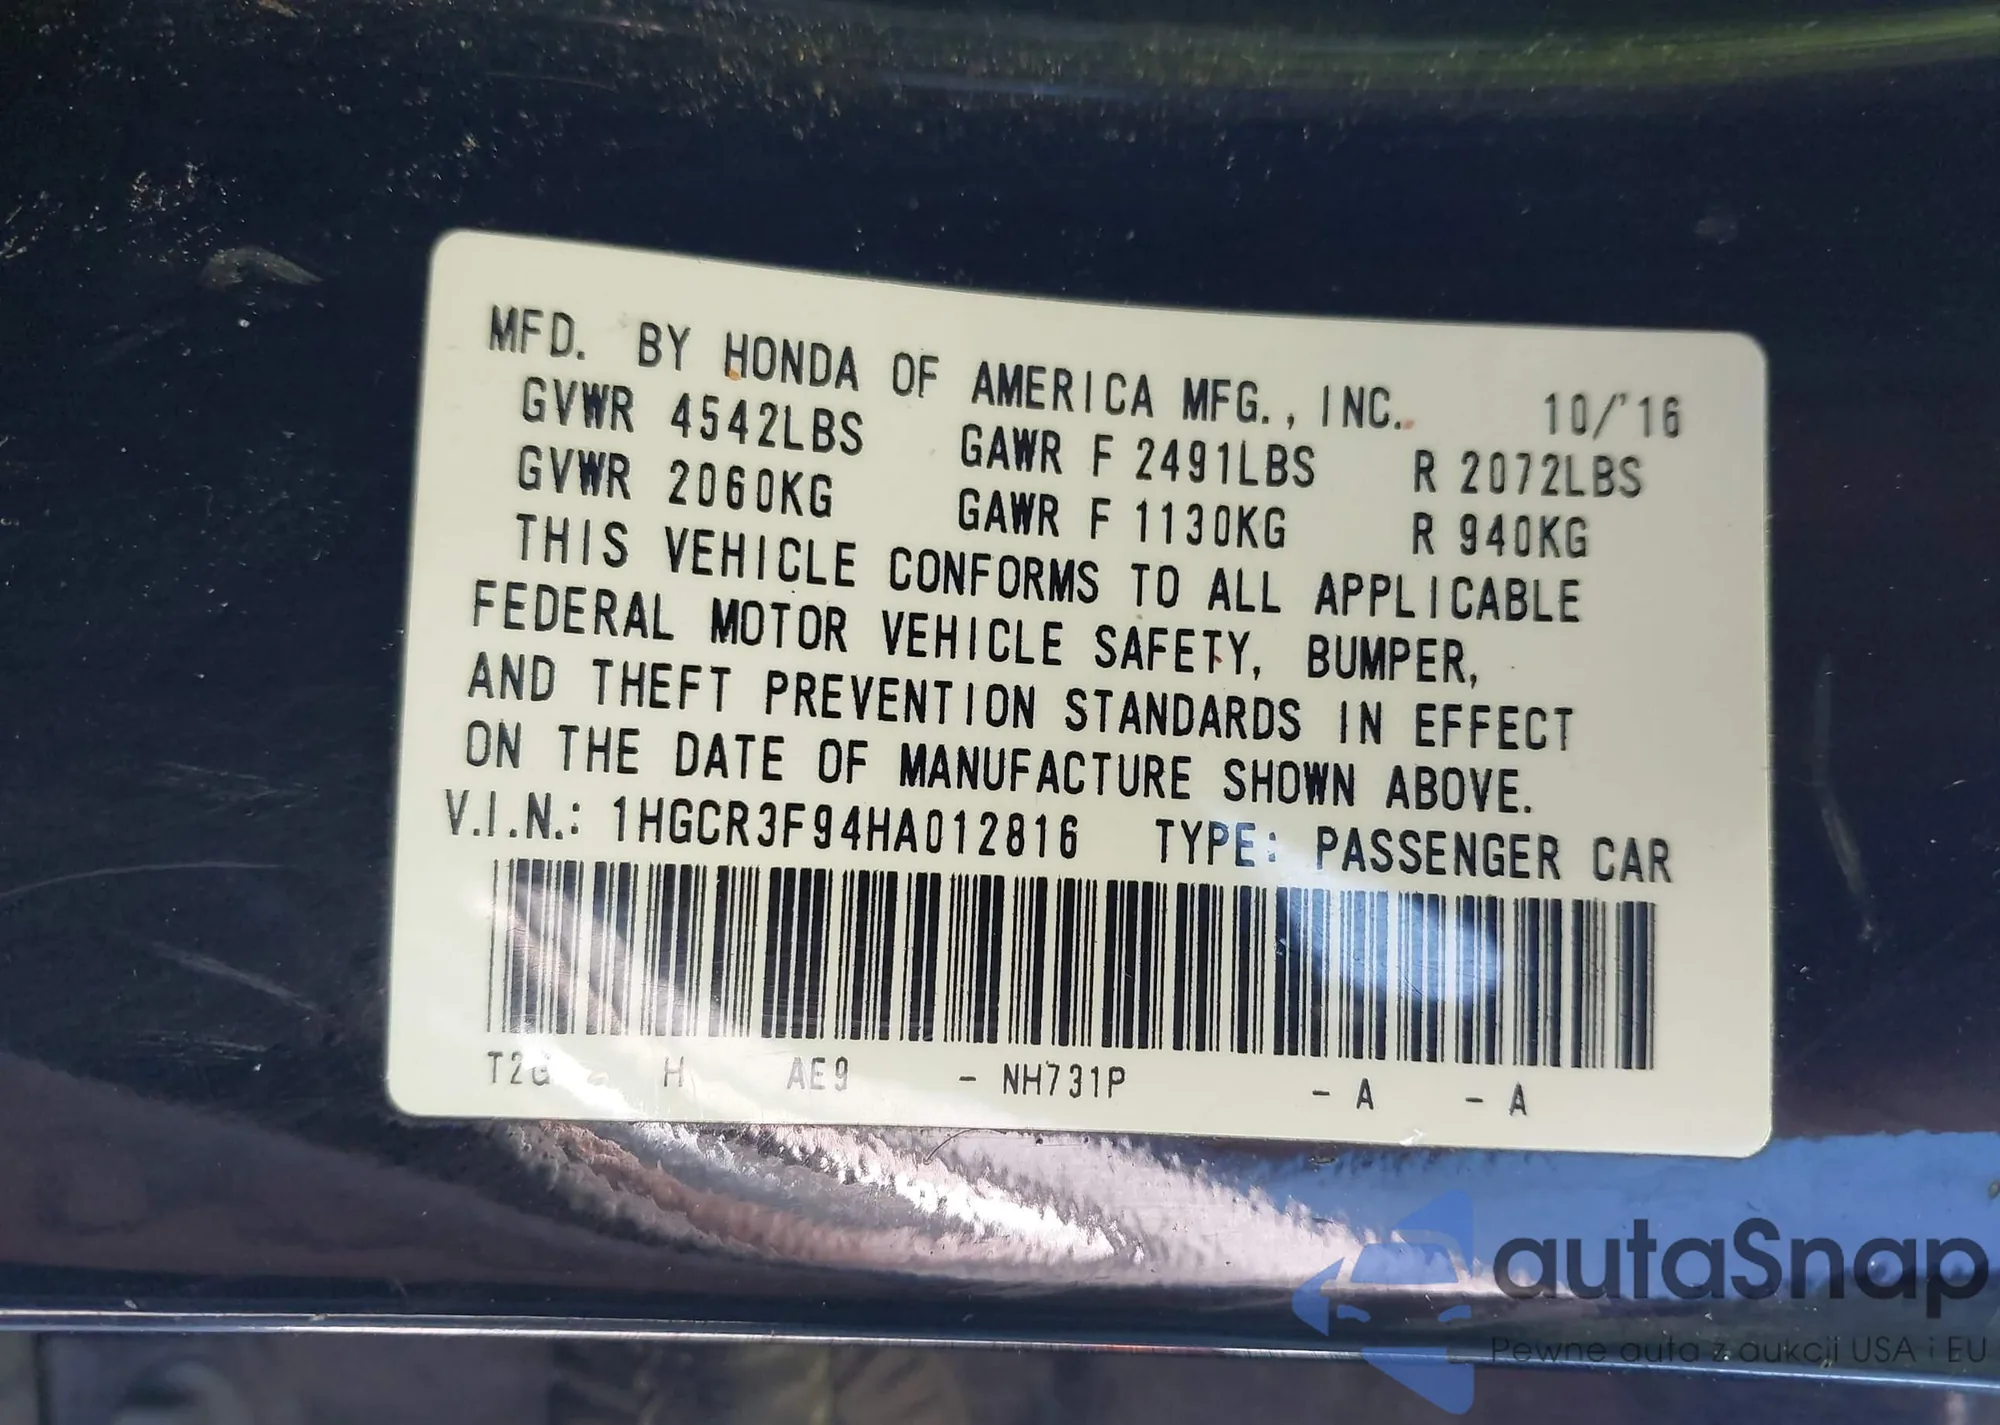 MFD. BY HONDA OF AMERICA MFG., INC. 10/'16
GVWR 4542LBS GAWR F 2491LBS R 2072LBS
GVWR 2060KG GAWR F 1130KG R 940KG
THIS VEHICLE CONFORMS TO ALL APPLICABLE
FEDERAL MOTOR VEHICLE SAFETY, BUMPER,
AND THEFT PREVENTION STANDARDS IN EFFECT
ON THE DATE OF MANUFACTURE SHOWN ABOVE.
V.I.N.: 1HGCR3F94HA012816 TYPE: PASSENGER CAR
T2G H AE9 - NH731P - A - A
autaSnap
Pewne auta z aukcji USA i EU